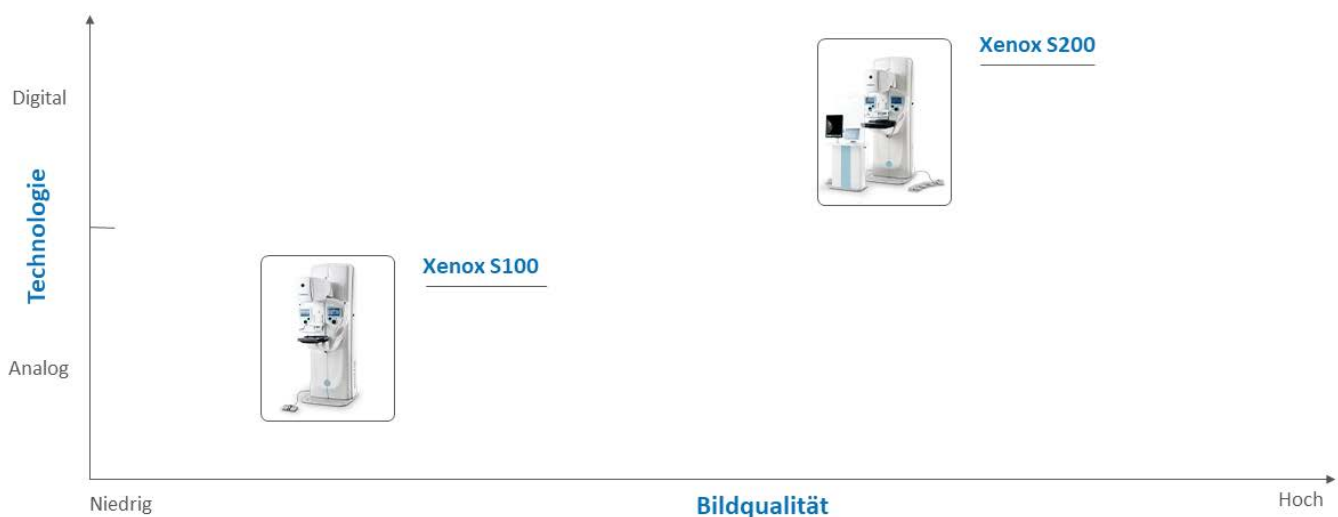 Xenox S200
Digital
Technologie
Xenox S100
Analog
Niedrig
Bildqualität
Hoch